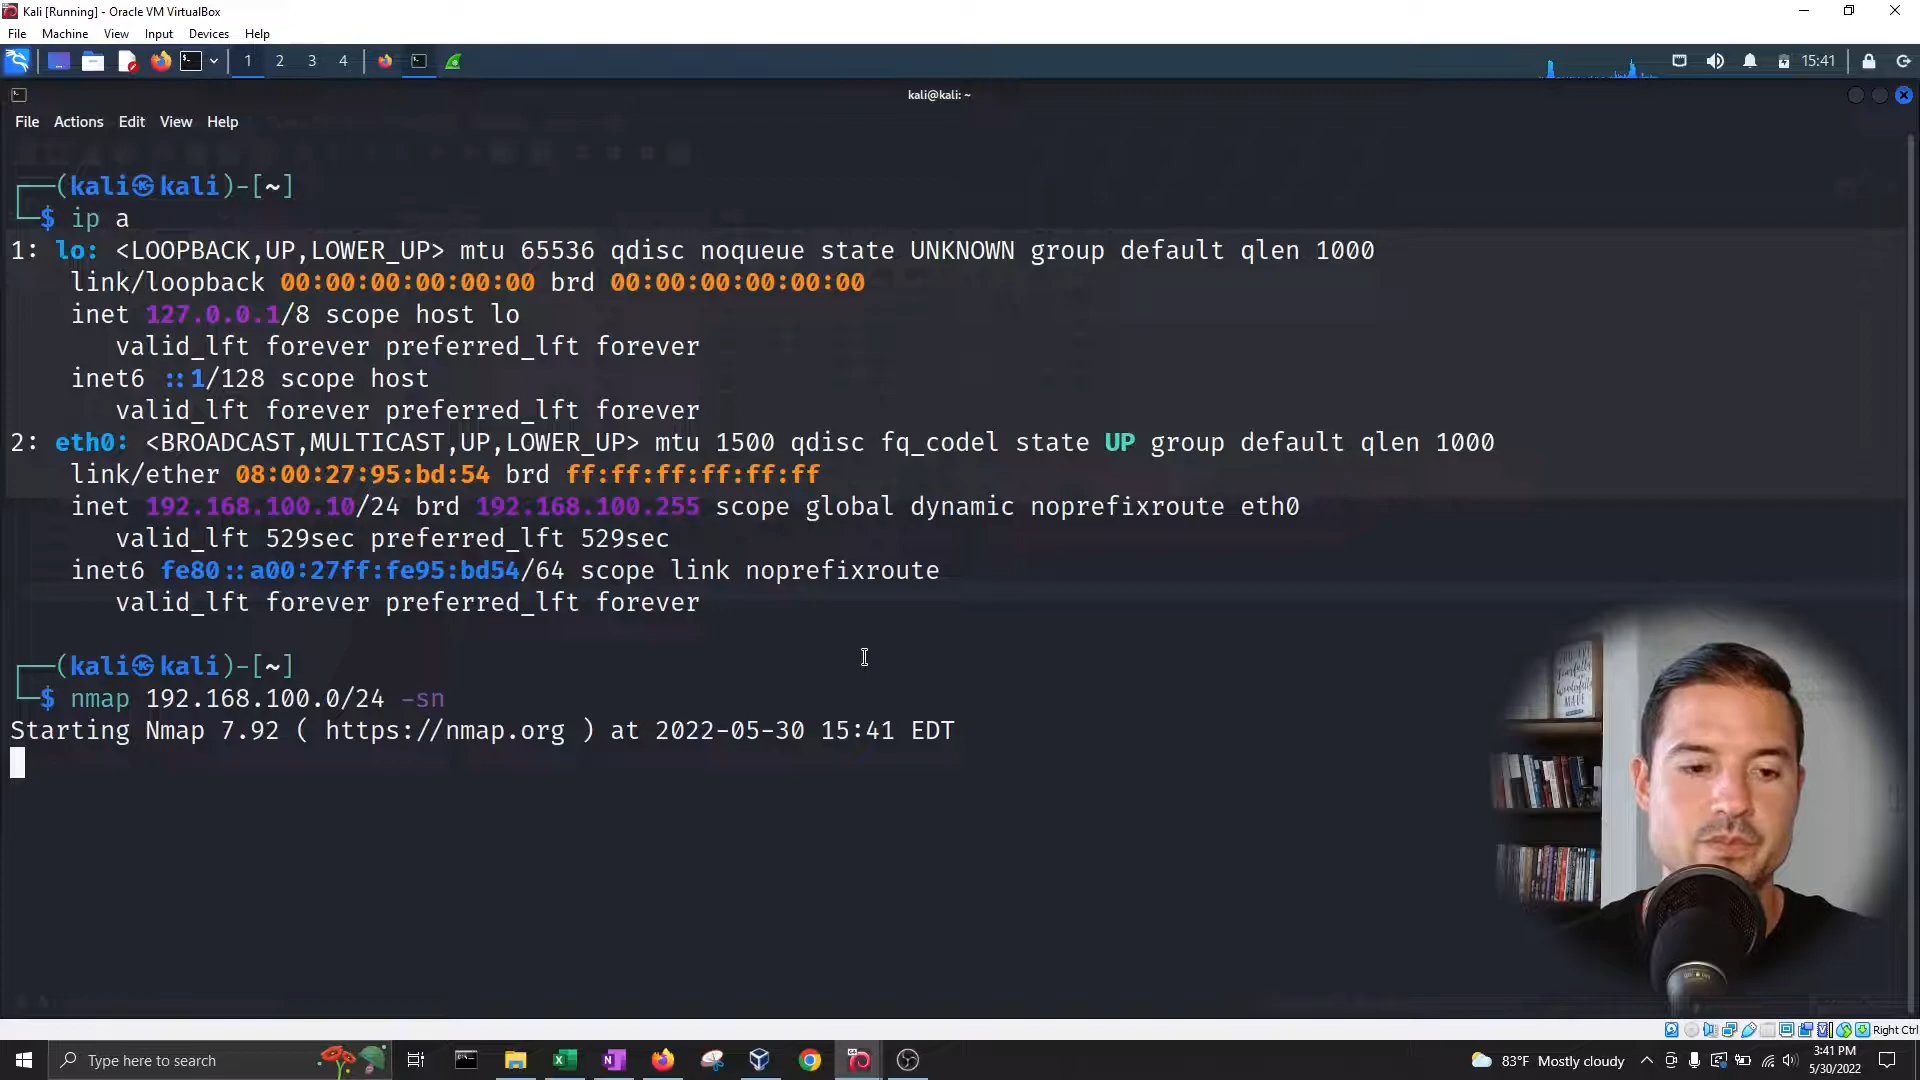 Kali [Running] - Oracle VM VirtualBox
File Machine View Input Devices Help
1 2 3 4 15:41
kali@kali: ~
File Actions Edit View Help
┌──(kali㉿kali)-[~]
└─$ ip a
1: lo: <LOOPBACK,UP,LOWER_UP> mtu 65536 qdisc noqueue state UNKNOWN group default qlen 1000
link/loopback 00:00:00:00:00:00 brd 00:00:00:00:00:00
inet 127.0.0.1/8 scope host lo
valid_lft forever preferred_lft forever
inet6 ::1/128 scope host
valid_lft forever preferred_lft forever
2: eth0: <BROADCAST,MULTICAST,UP,LOWER_UP> mtu 1500 qdisc fq_codel state UP group default qlen 1000
link/ether 08:00:27:95:bd:54 brd ff:ff:ff:ff:ff:ff
inet 192.168.100.10/24 brd 192.168.100.255 scope global dynamic noprefixroute eth0
valid_lft 529sec preferred_lft 529sec
inet6 fe80::a00:27ff:fe95:bd54/64 scope link noprefixroute
valid_lft forever preferred_lft forever
┌──(kali㉿kali)-[~]
└─$ nmap 192.168.100.0/24 -sn
Starting Nmap 7.92 ( https://nmap.org ) at 2022-05-30 15:41 EDT
Right Ctrl
Type here to search
83°F Mostly cloudy
3:41 PM
5/30/2022